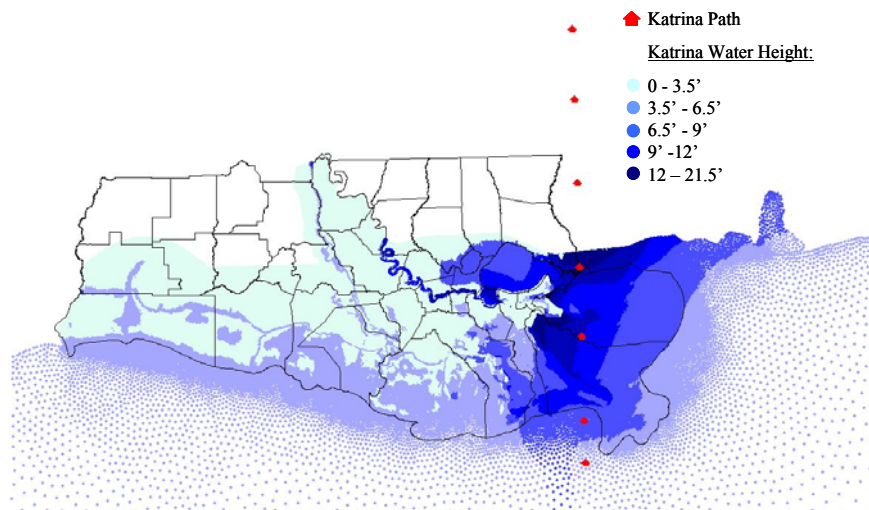 Katrina Path
Katrina Water Height:
0 - 3.5’
3.5’ - 6.5’
6.5’ - 9’
9’ -12’
12 – 21.5’